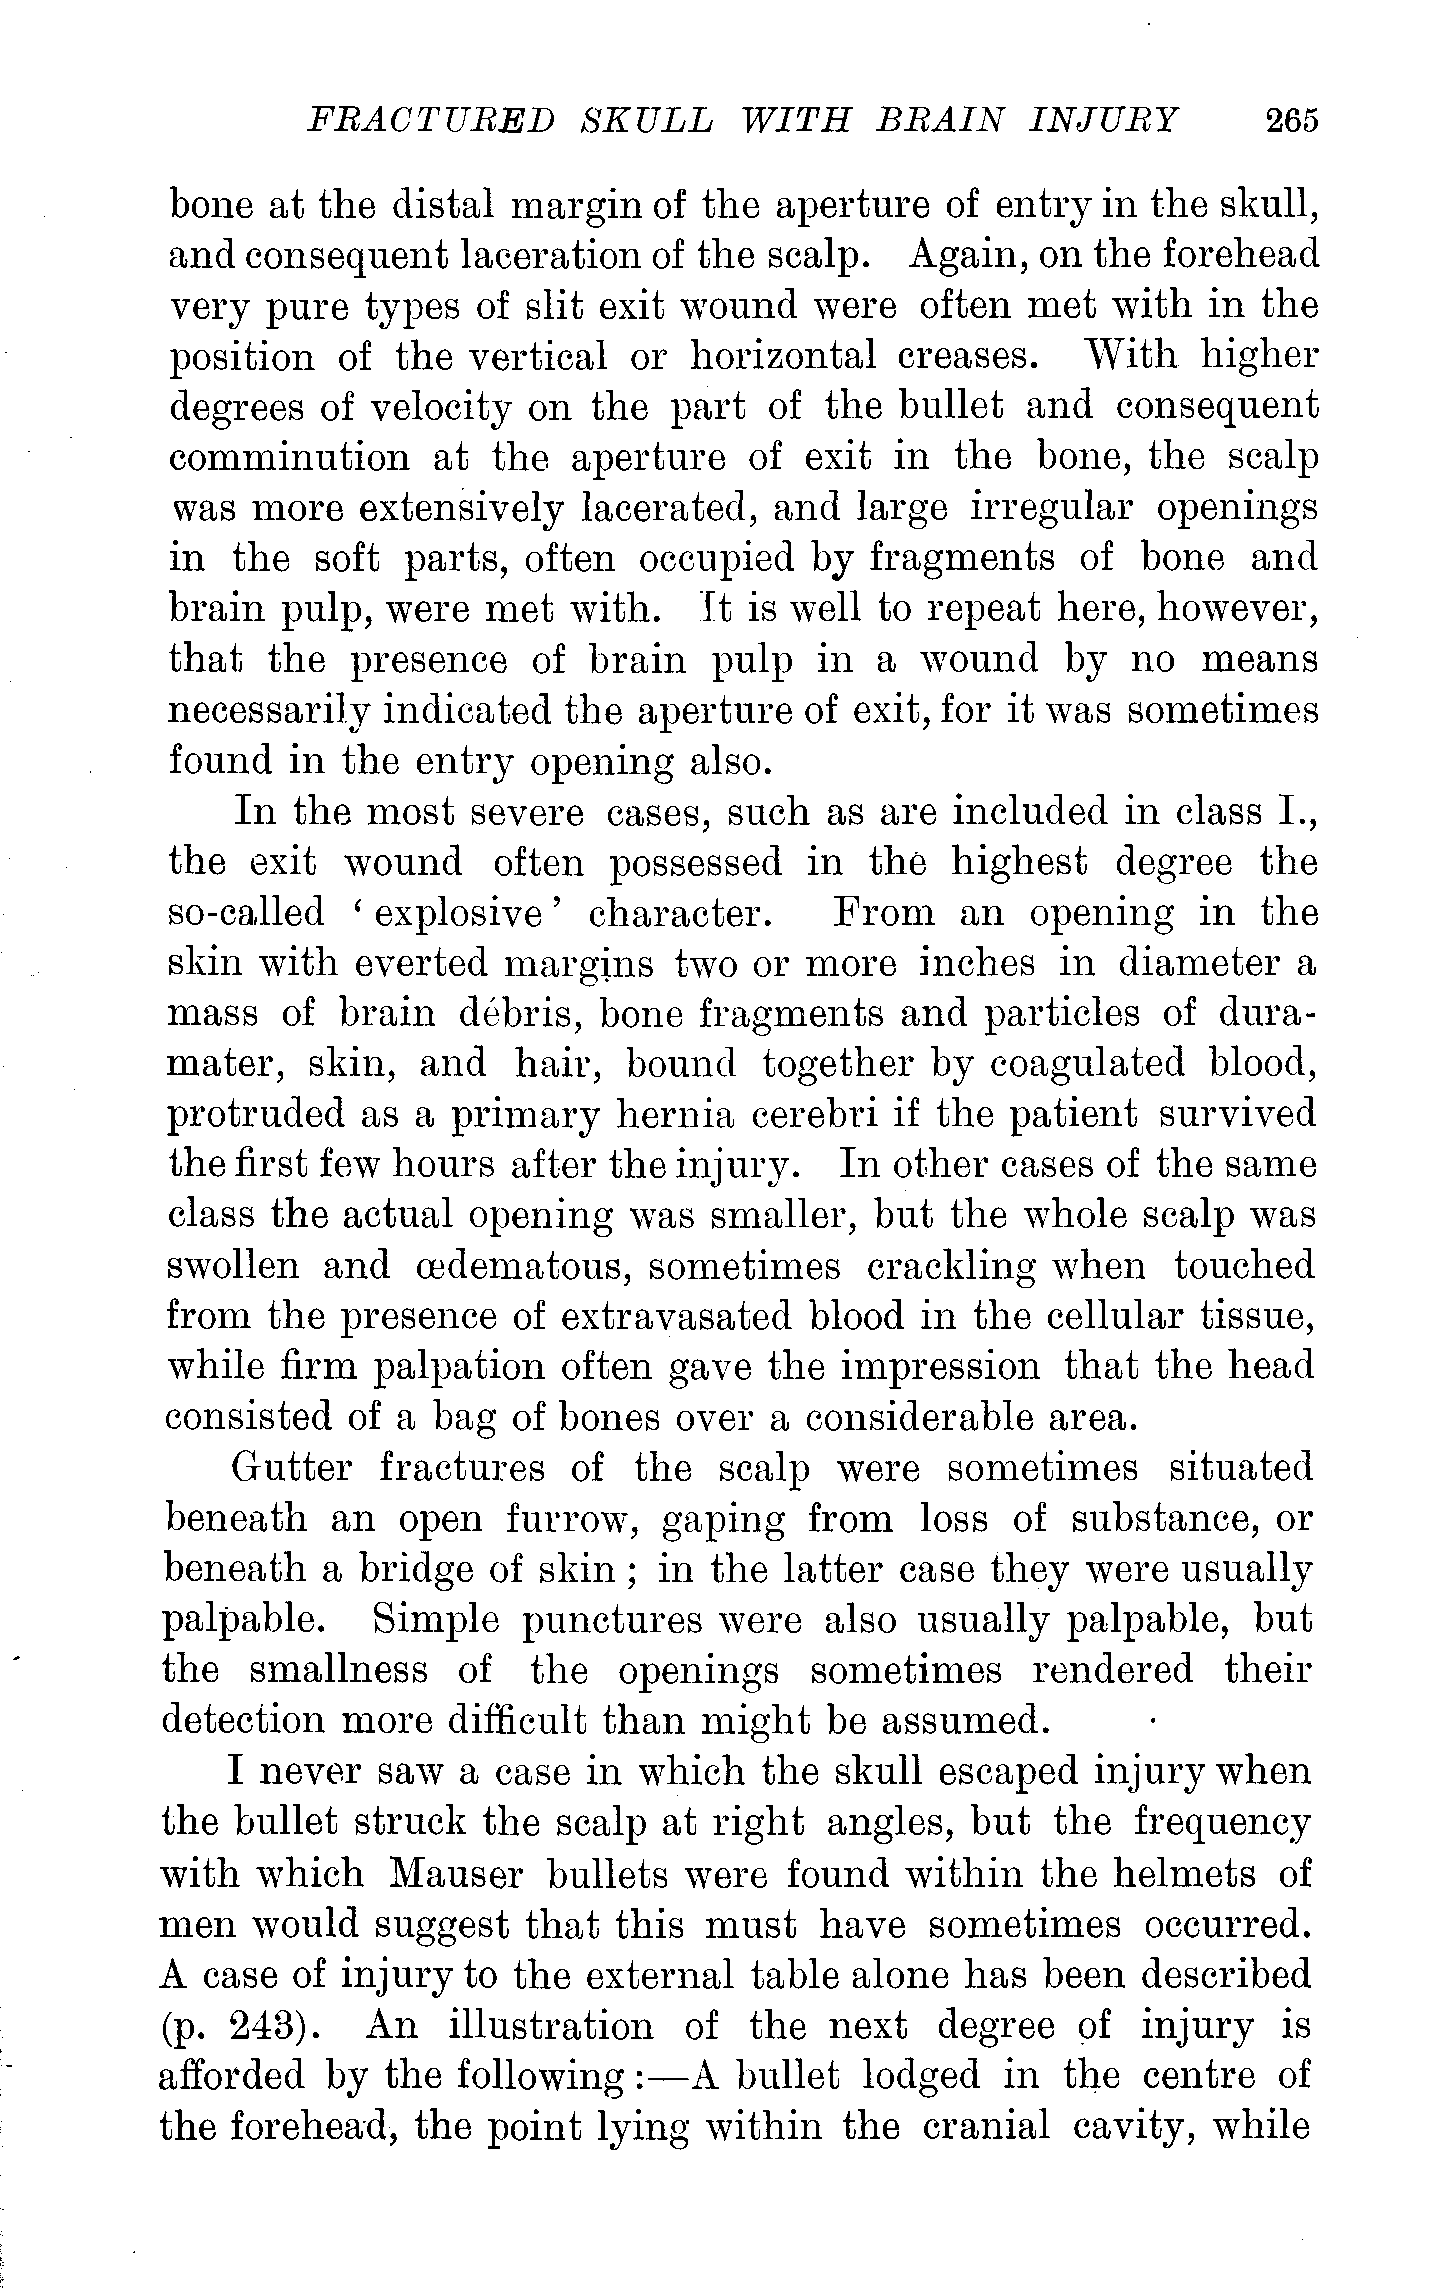 FRACTURED SKULL WITH BRAIN INJURY 265
bone at the distal margin of the aperture of entry in the skull,
and consequent laceration of the scalp. Again, on the forehead
very pure types of slit exit wound were often met with in the
position of the vertical or horizontal creases. With higher
degrees of velocity on the part of the bullet and consequent
comminution at the aperture of exit in the bone, the scalp
was more extensively lacerated, and large irregular openings
in the soft parts, often occupied by fragments of bone and
brain pulp, were met with. It is well to repeat here, however,
that the presence of brain pulp in a wound by no means
necessarily indicated the aperture of exit, for it was sometimes
found in the entry opening also.
In the most severe cases, such as are included in class I.,
the exit wound often possessed in the highest degree the
so-called ‘explosive’ character. From an opening in the
skin with everted margins two or more inches in diameter a
mass of brain débris, bone fragments and particles of dura-
mater, skin, and hair, bound together by coagulated blood,
protruded as a primary hernia cerebri if the patient survived
the first few hours after the injury. In other cases of the same
class the actual opening was smaller, but the whole scalp was
swollen and œdematous, sometimes crackling when touched
from the presence of extravasated blood in the cellular tissue,
while firm palpation often gave the impression that the head
consisted of a bag of bones over a considerable area.
Gutter fractures of the scalp were sometimes situated
beneath an open furrow, gaping from loss of substance, or
beneath a bridge of skin; in the latter case they were usually
palpable. Simple punctures were also usually palpable, but
the smallness of the openings sometimes rendered their
detection more difficult than might be assumed.
I never saw a case in which the skull escaped injury when
the bullet struck the scalp at right angles, but the frequency
with which Mauser bullets were found within the helmets of
men would suggest that this must have sometimes occurred.
A case of injury to the external table alone has been described
(p. 243). An illustration of the next degree of injury is
afforded by the following:—A bullet lodged in the centre of
the forehead, the point lying within the cranial cavity, while